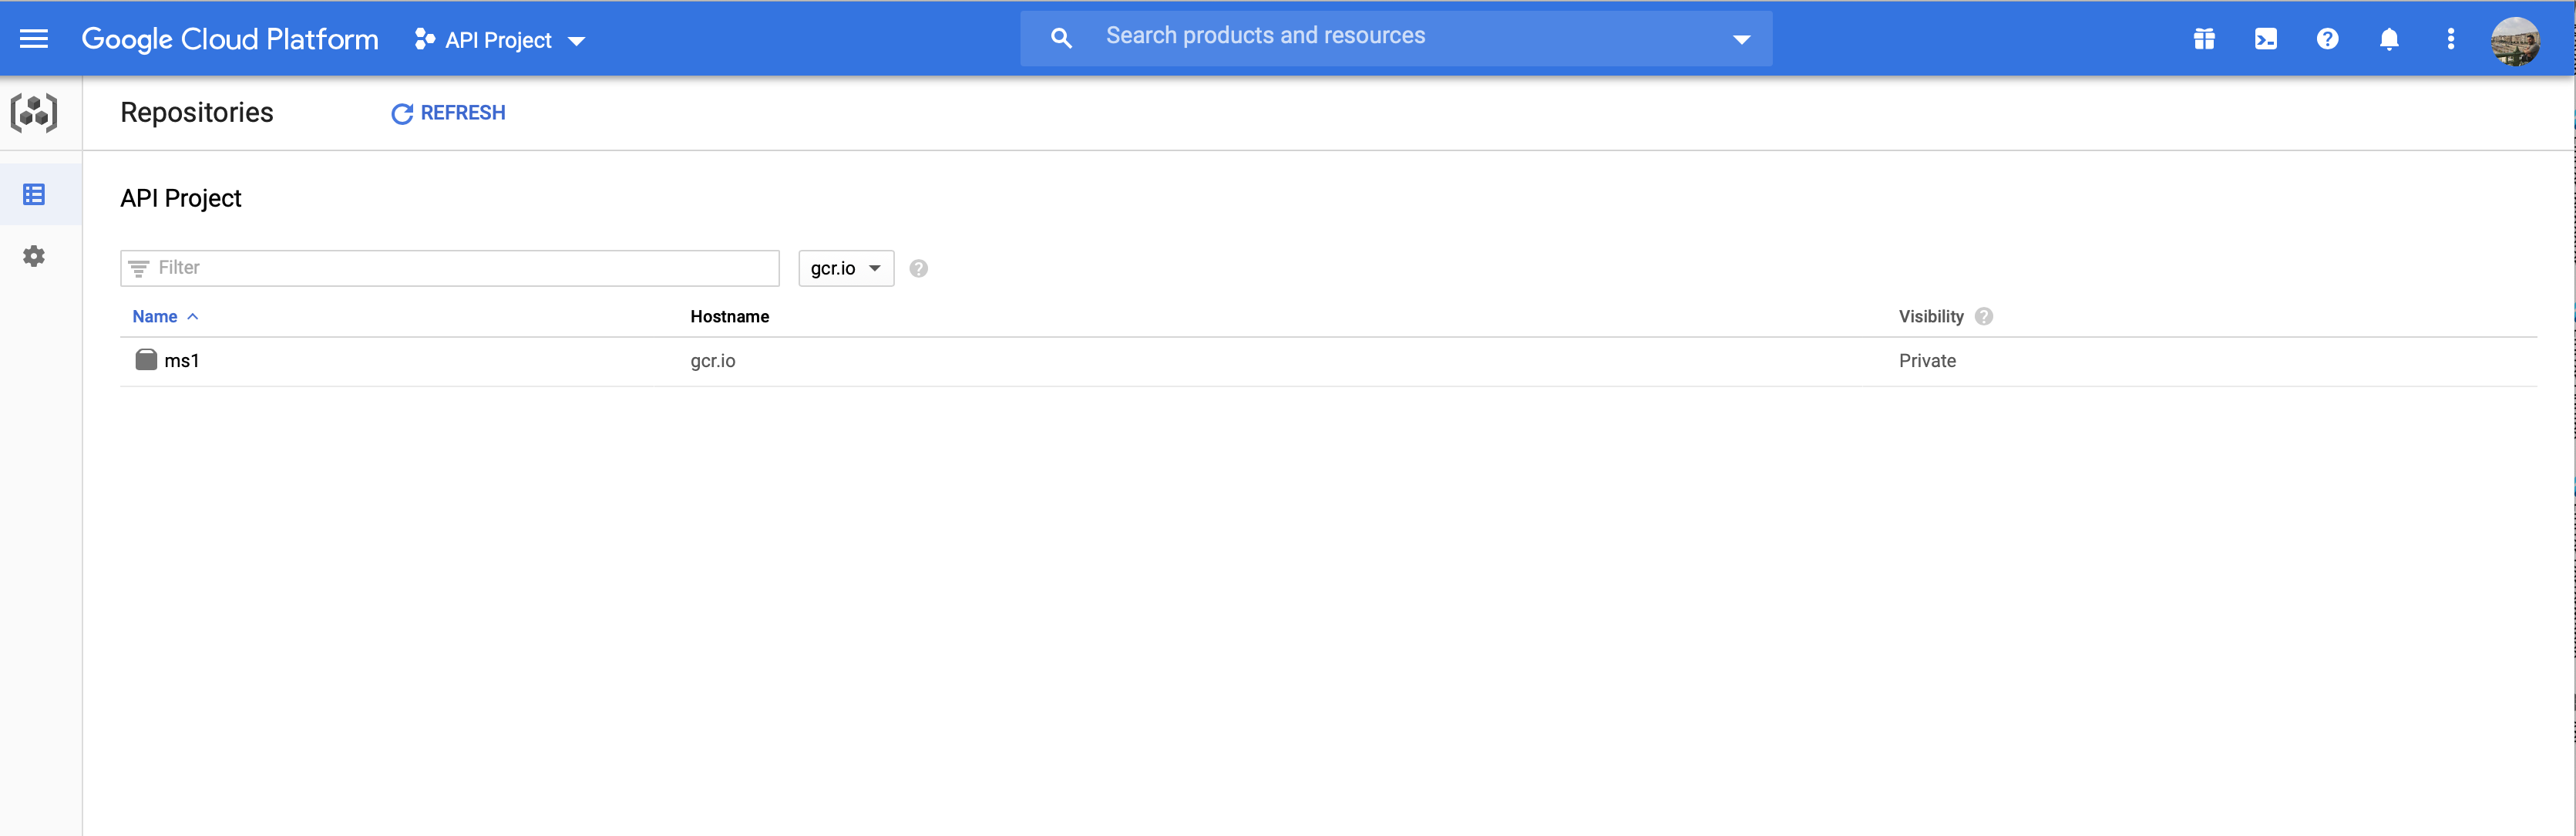 Google Cloud Platform API Project Search products and resources
Repositories REFRESH
API Project
Filter gcr.io
Name Hostname Visibility
ms1 gcr.io Private